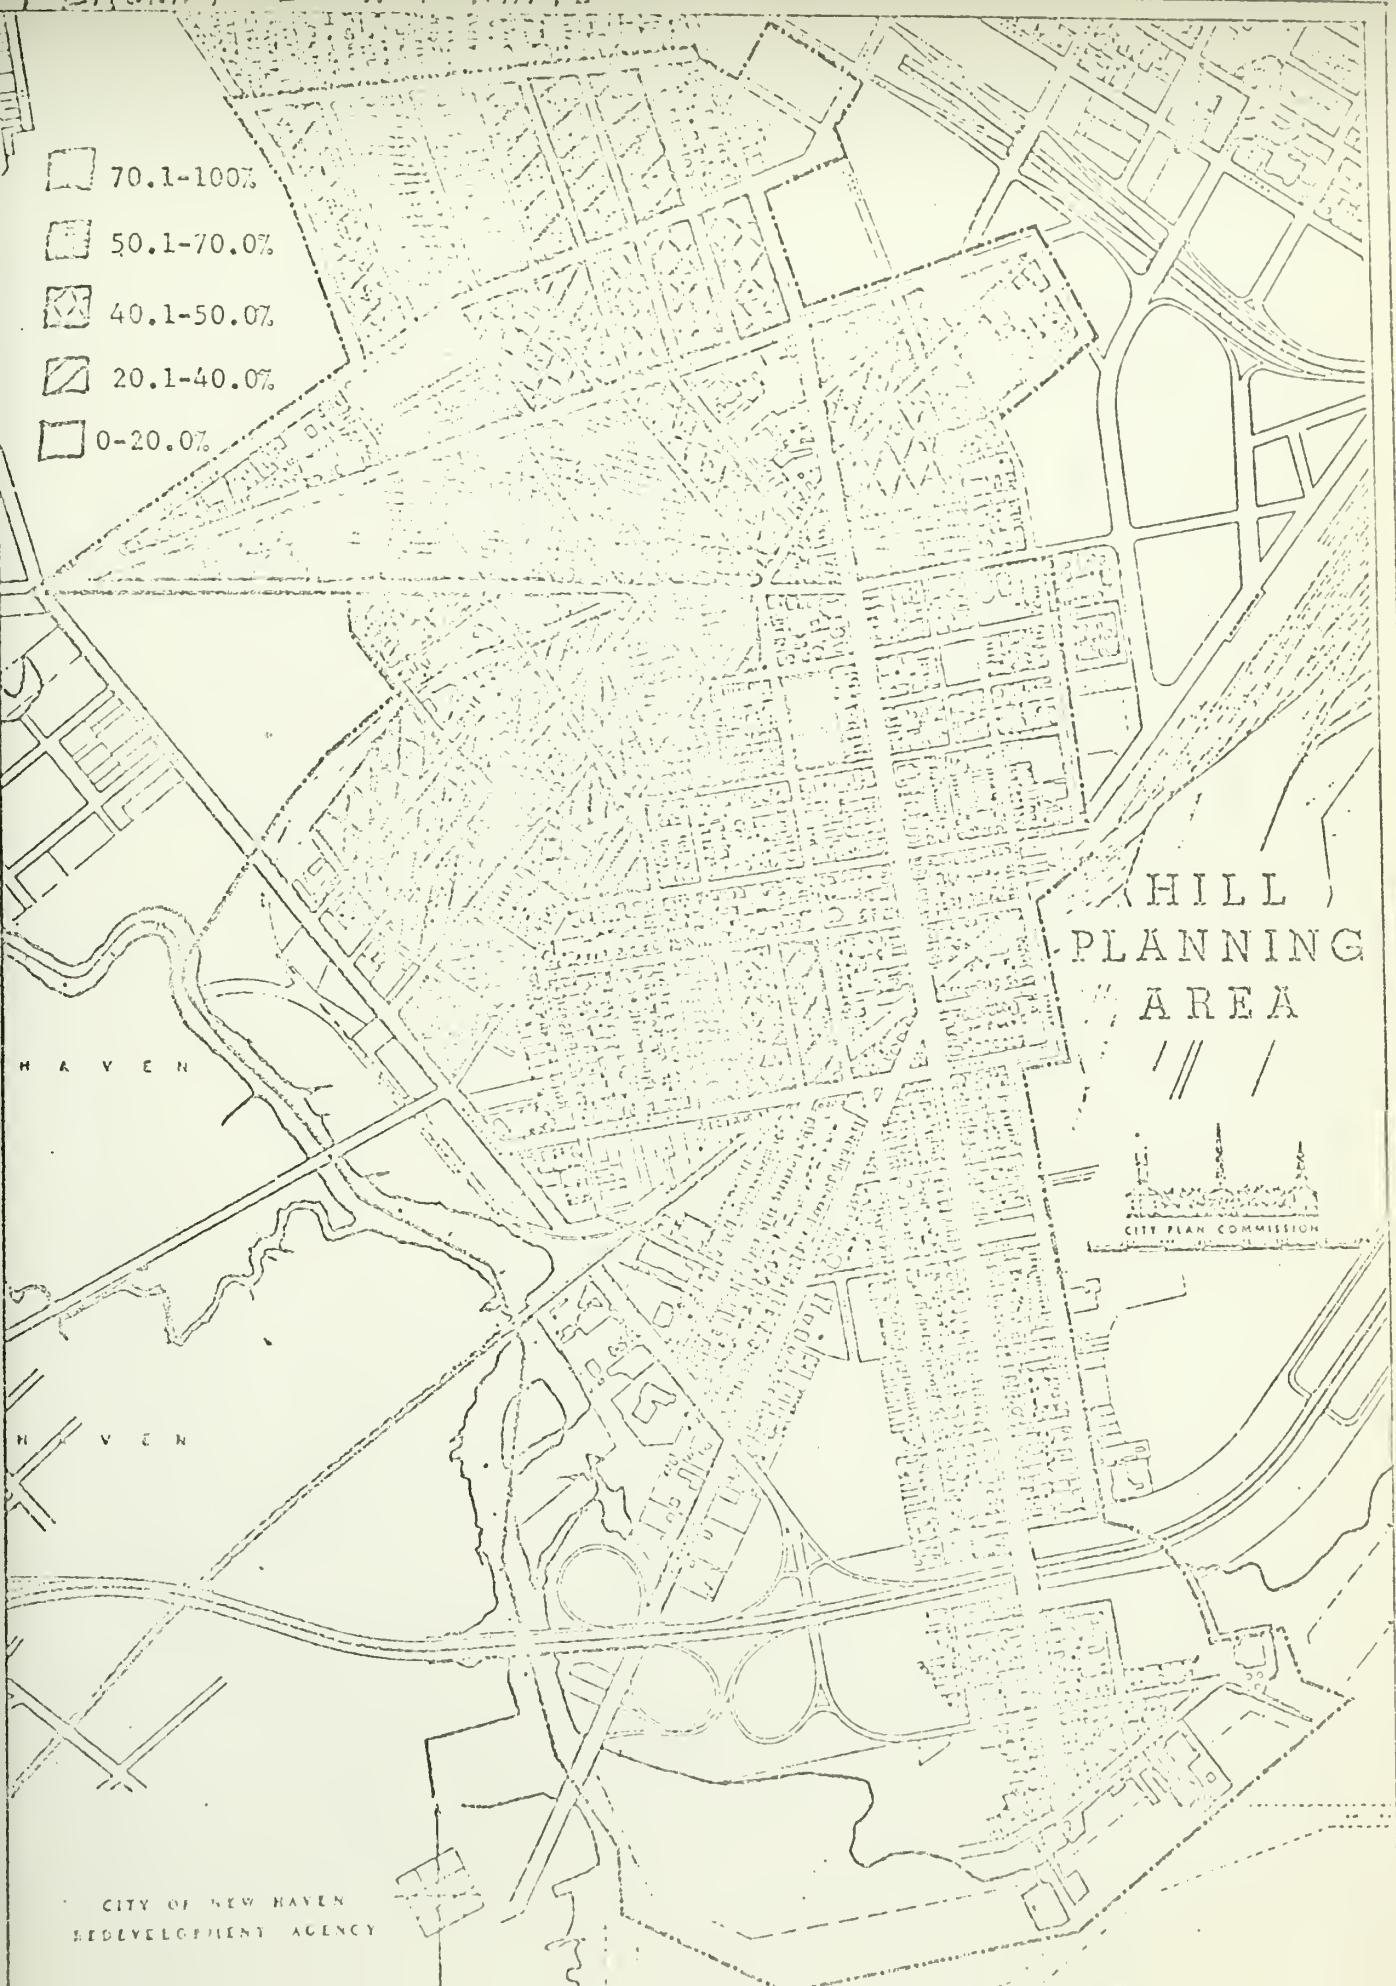 70.1-100%
50.1-70.0%
40.1-50.0%
20.1-40.0%
0-20.0%
HILL
PLANNING
AREA
HAVEN
CITY PLAN COMMISSION
HAVEN
CITY OF NEW HAVEN
REDEVELOPMENT AGENCY